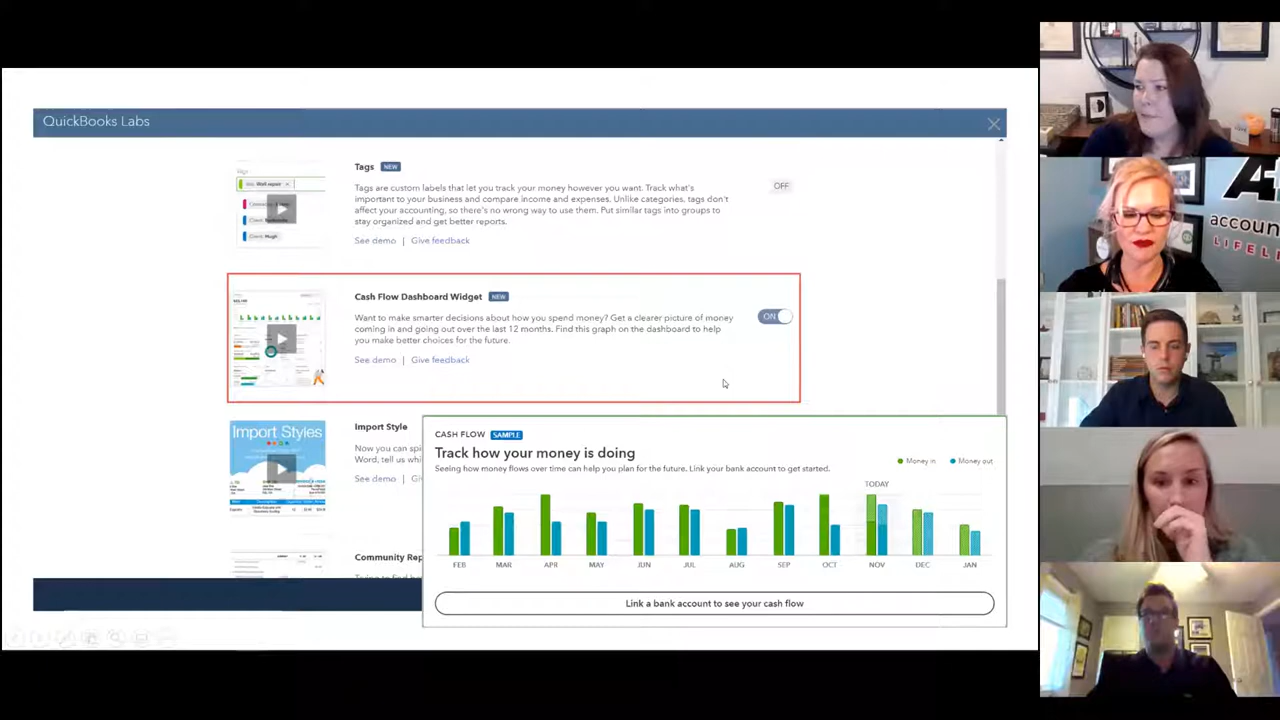 QuickBooks Labs
Tags NEW
Tags are custom labels that let you track your money however you want. Track what's
important to your business and compare income and expenses. Unlike categories, tags don't
affect your accounting, so there's no wrong way to use them. Put similar tags into groups to
stay organized and get better reports.
OFF
See demo | Give feedback
Cash Flow Dashboard Widget NEW
Want to make smarter decisions about how you spend money? Get a clearer picture of money
coming in and going out over the last 12 months. Find this graph on the dashboard to help
you make better choices for the future.
ON
See demo | Give feedback
Import Styles
Import Style
Now you can spi
Word, tell us whi
See demo | Gi
Community Rep
CASH FLOW SAMPLE
Track how your money is doing
Seeing how money flows over time can help you plan for the future. Link your bank account to get started.
Money in Money out
TODAY
FEB MAR APR MAY JUN JUL AUG SEP OCT NOV DEC JAN
Link a bank account to see your cash flow
A
accoun
LIFELI